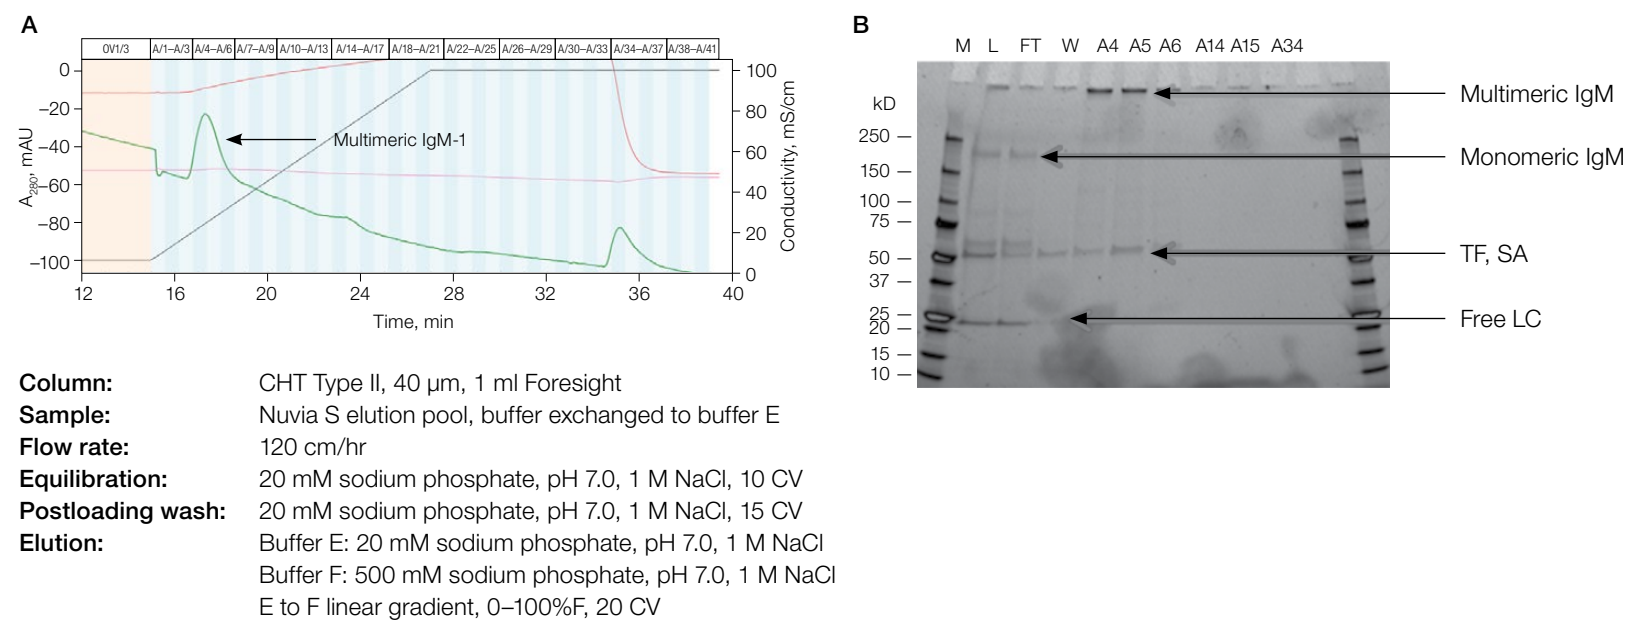 A
0V1/3 A/1–A/3 A/4–A/6 A/7–A/9 A/10–A/13 A/14–A/17 A/18–A/21 A/22–A/25 A/26–A/29 A/30–A/33 A/34–A/37 A/38–A/41
0
–20
–40
–60
–80
–100
A280, mAU
100
80
60
40
20
0
Conductivity, mS/cm
Multimeric IgM-1
12 16 20 24 28 32 36 40
Time, min
Column: CHT Type II, 40 µm, 1 ml Foresight
Sample: Nuvia S elution pool, buffer exchanged to buffer E
Flow rate: 120 cm/hr
Equilibration: 20 mM sodium phosphate, pH 7.0, 1 M NaCl, 10 CV
Postloading wash: 20 mM sodium phosphate, pH 7.0, 1 M NaCl, 15 CV
Elution: Buffer E: 20 mM sodium phosphate, pH 7.0, 1 M NaCl
Buffer F: 500 mM sodium phosphate, pH 7.0, 1 M NaCl
E to F linear gradient, 0–100%F, 20 CV
B
M L FT W A4 A5 A6 A14 A15 A34
kD
250
150
100
75
50
37
25
20
15
10
Multimeric IgM
Monomeric IgM
TF, SA
Free LC